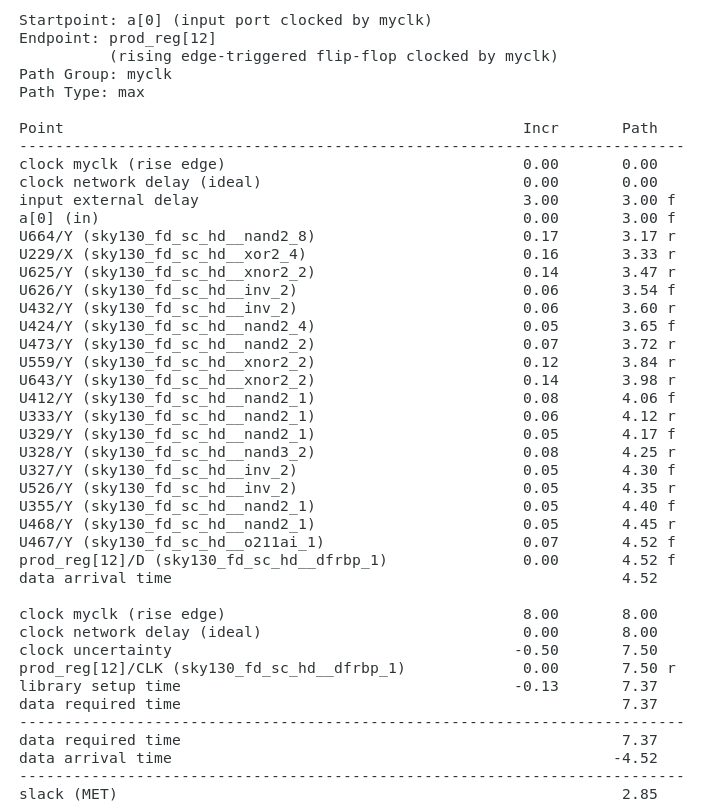 Startpoint: a[0] (input port clocked by myclk)
Endpoint: prod_reg[12]
(rising edge-triggered flip-flop clocked by myclk)
Path Group: myclk
Path Type: max
Point Incr Path
--------------------------------------------------------------------------
clock myclk (rise edge) 0.00 0.00
clock network delay (ideal) 0.00 0.00
input external delay 3.00 3.00 f
a[0] (in) 0.00 3.00 f
U664/Y (sky130_fd_sc_hd__nand2_8) 0.17 3.17 r
U229/X (sky130_fd_sc_hd__xor2_4) 0.16 3.33 r
U625/Y (sky130_fd_sc_hd__xnor2_2) 0.14 3.47 r
U626/Y (sky130_fd_sc_hd__inv_2) 0.06 3.54 f
U432/Y (sky130_fd_sc_hd__inv_2) 0.06 3.60 r
U424/Y (sky130_fd_sc_hd__nand2_4) 0.05 3.65 f
U473/Y (sky130_fd_sc_hd__nand2_2) 0.07 3.72 r
U559/Y (sky130_fd_sc_hd__xnor2_2) 0.12 3.84 r
U643/Y (sky130_fd_sc_hd__xnor2_2) 0.14 3.98 r
U412/Y (sky130_fd_sc_hd__nand2_1) 0.08 4.06 f
U333/Y (sky130_fd_sc_hd__nand2_1) 0.06 4.12 r
U329/Y (sky130_fd_sc_hd__nand2_1) 0.05 4.17 f
U328/Y (sky130_fd_sc_hd__nand3_2) 0.08 4.25 r
U327/Y (sky130_fd_sc_hd__inv_2) 0.05 4.30 f
U526/Y (sky130_fd_sc_hd__inv_2) 0.05 4.35 r
U355/Y (sky130_fd_sc_hd__nand2_1) 0.05 4.40 f
U468/Y (sky130_fd_sc_hd__nand2_1) 0.05 4.45 r
U467/Y (sky130_fd_sc_hd__o211ai_1) 0.07 4.52 f
prod_reg[12]/D (sky130_fd_sc_hd__dfrbp_1) 0.00 4.52 f
data arrival time 4.52
clock myclk (rise edge) 8.00 8.00
clock network delay (ideal) 0.00 8.00
clock uncertainty -0.50 7.50
prod_reg[12]/CLK (sky130_fd_sc_hd__dfrbp_1) 0.00 7.50 r
library setup time -0.13 7.37
data required time 7.37
--------------------------------------------------------------------------
data required time 7.37
data arrival time -4.52
--------------------------------------------------------------------------
slack (MET) 2.85